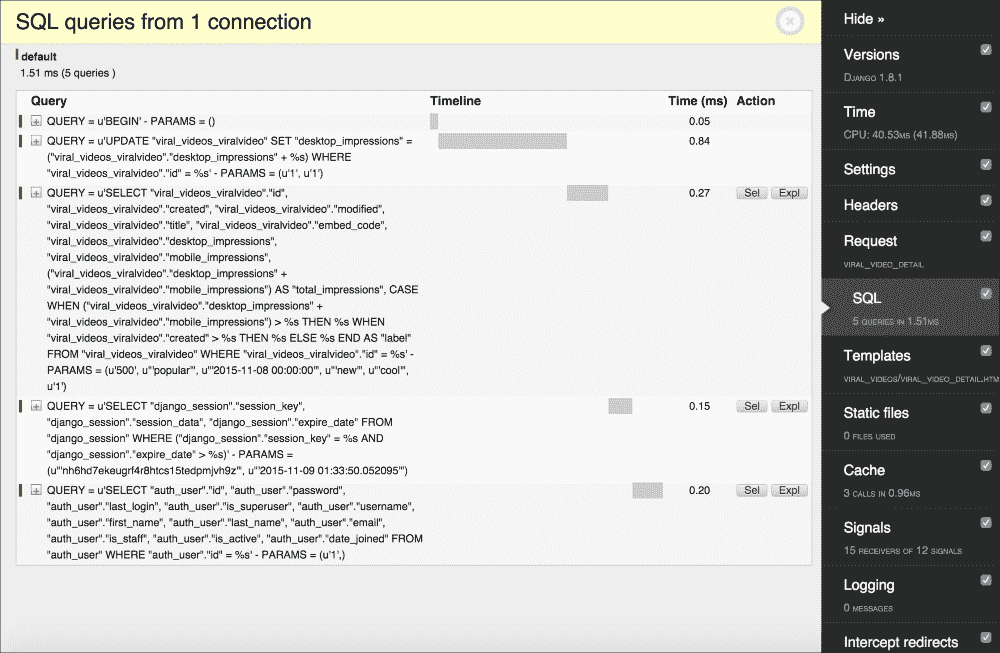 SQL queries from 1 connection
default
1.51 ms (5 queries )
Query Timeline Time (ms) Action
QUERY = u'BEGIN' - PARAMS = () 0.05
QUERY = u'UPDATE "viral_videos_viralvideo" SET "desktop_impressions" = 0.84
("viral_videos_viralvideo"."desktop_impressions" + %s) WHERE
"viral_videos_viralvideo"."id" = %s' - PARAMS = (u'1', u'1')
QUERY = u'SELECT "viral_videos_viralvideo"."id", 0.27 Sel Expl
"viral_videos_viralvideo"."created", "viral_videos_viralvideo"."modified",
"viral_videos_viralvideo"."title", "viral_videos_viralvideo"."embed_code",
"viral_videos_viralvideo"."desktop_impressions",
"viral_videos_viralvideo"."mobile_impressions",
("viral_videos_viralvideo"."desktop_impressions" +
"viral_videos_viralvideo"."mobile_impressions") AS "total_impressions", CASE
WHEN ("viral_videos_viralvideo"."desktop_impressions" +
"viral_videos_viralvideo"."mobile_impressions") > %s THEN %s WHEN
"viral_videos_viralvideo"."created" > %s THEN %s ELSE %s END AS "label"
FROM "viral_videos_viralvideo" WHERE "viral_videos_viralvideo"."id" = %s' -
PARAMS = (u'500', u"'popular'", u"'2015-11-08 00:00:00'", u"'new'", u"'cool'",
u'1')
QUERY = u'SELECT "django_session"."session_key", 0.15 Sel Expl
"django_session"."session_data", "django_session"."expire_date" FROM
"django_session" WHERE ("django_session"."session_key" = %s AND
"django_session"."expire_date" > %s)' - PARAMS =
(u"'nh6hd7ekeugrf4r8htcs15tedpmjvh9z'", u"'2015-11-09 01:33:50.052095'")
QUERY = u'SELECT "auth_user"."id", "auth_user"."password", 0.20 Sel Expl
"auth_user"."last_login", "auth_user"."is_superuser", "auth_user"."username",
"auth_user"."first_name", "auth_user"."last_name", "auth_user"."email",
"auth_user"."is_staff", "auth_user"."is_active", "auth_user"."date_joined" FROM
"auth_user" WHERE "auth_user"."id" = %s' - PARAMS = (u'1',)
Hide »
Versions
Django 1.8.1
Time
CPU: 40.53ms (41.88ms)
Settings
Headers
Request
viral_video_detail
SQL
5 queries in 1.51ms
Templates
viral_videos/viral_video_detail.htm
Static files
0 files used
Cache
3 calls in 0.96ms
Signals
15 receivers of 12 signals
Logging
0 messages
Intercept redirects